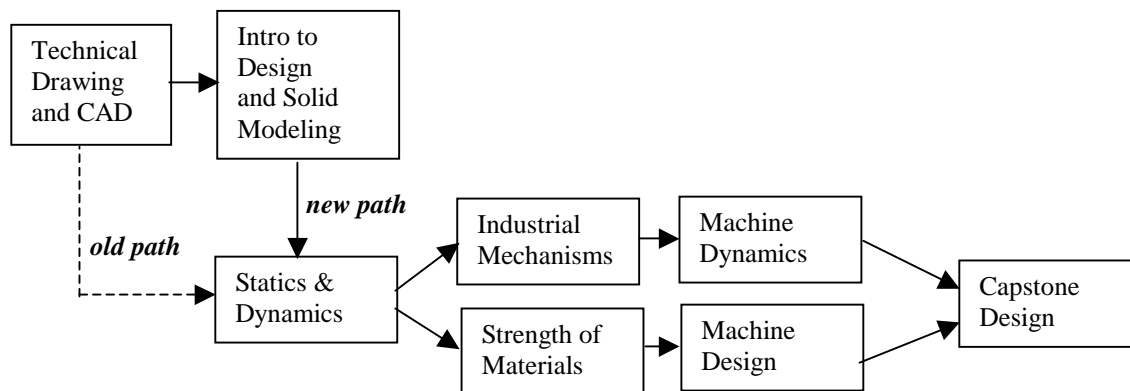 Technical
Drawing
and CAD
Intro to
Design
and Solid
Modeling
new path
old path
Statics &
Dynamics
Industrial
Mechanisms
Machine
Dynamics
Strength of
Materials
Machine
Design
Capstone
Design